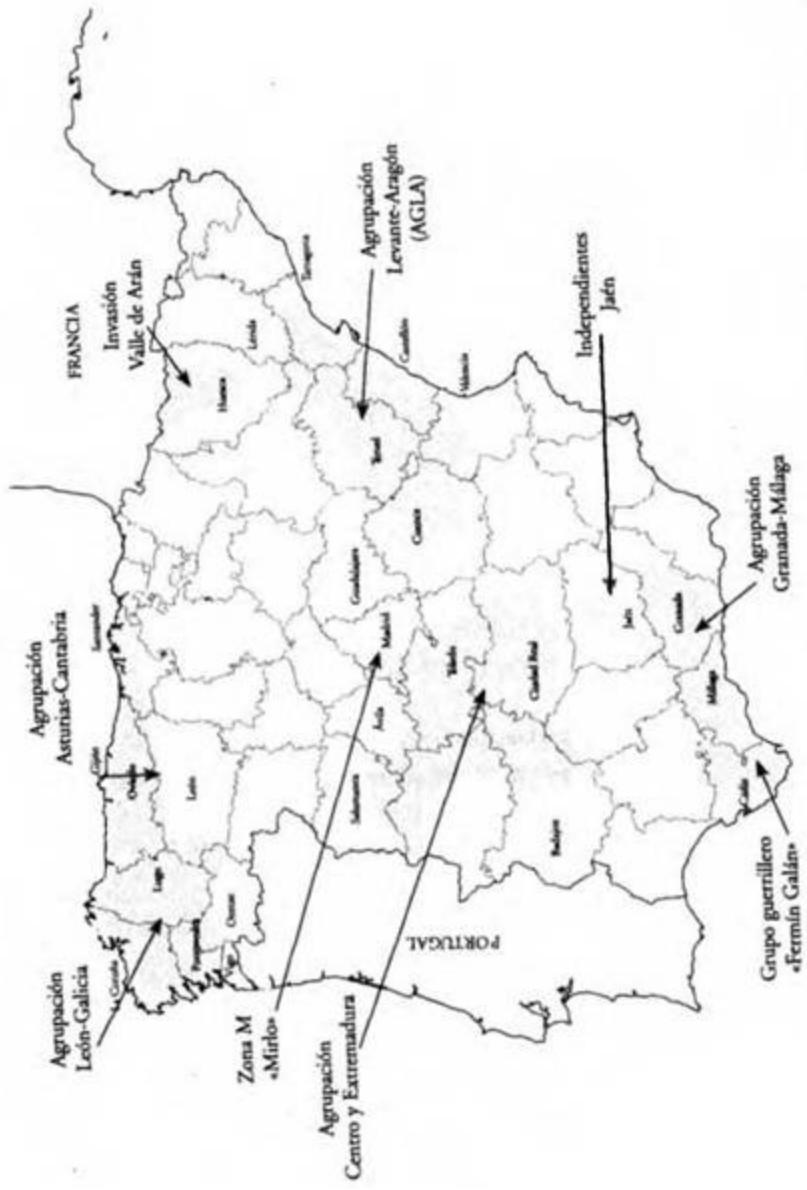 FRANCIA
Invasión
Valle de Arán
Agrupación
Asturias-Cantabria
Agrupación
León-Galicia
Agrupación
Levante-Aragón
(AGLA)
Zona M
«Mirlo»
Agrupación
Centro y Extremadura
Independientes
Jaén
Agrupación
Granada-Málaga
Grupo guerrillero
«Fermín Galán»
PORTUGAL
La Coruña
Lugo
Pontevedra
Vigo
Orense
Gijón
Oviedo
León
Santander
Huesca
Lérida
Tarragona
Teruel
Castellón
Valencia
Cuenca
Guadalajara
Madrid
Ávila
Salamanca
Toledo
Ciudad Real
Badajoz
Jaén
Granada
Málaga
Cádiz